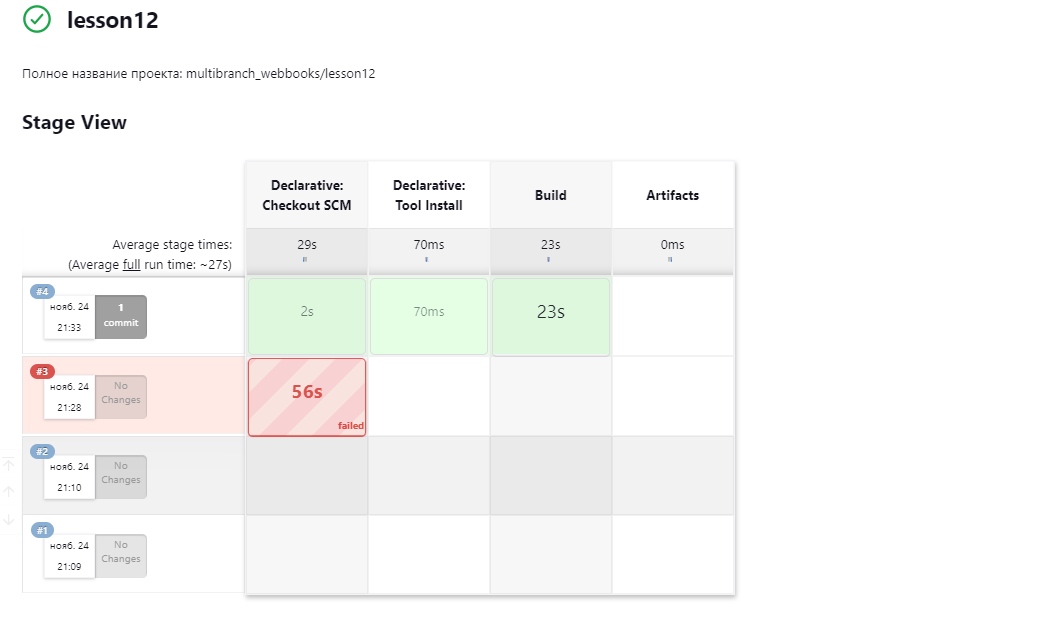 lesson12
Полное название проекта: multibranch_webbooks/lesson12
Stage View
Declarative:
Checkout SCM
Declarative:
Tool Install
Build
Artifacts
Average stage times:
(Average full run time: ~27s)
29s
70ms
23s
0ms
#4
нояб. 24
21:33
1
commit
2s
70ms
23s
#3
нояб. 24
21:28
No
Changes
56s
failed
#2
нояб. 24
21:10
No
Changes
#1
нояб. 24
21:09
No
Changes